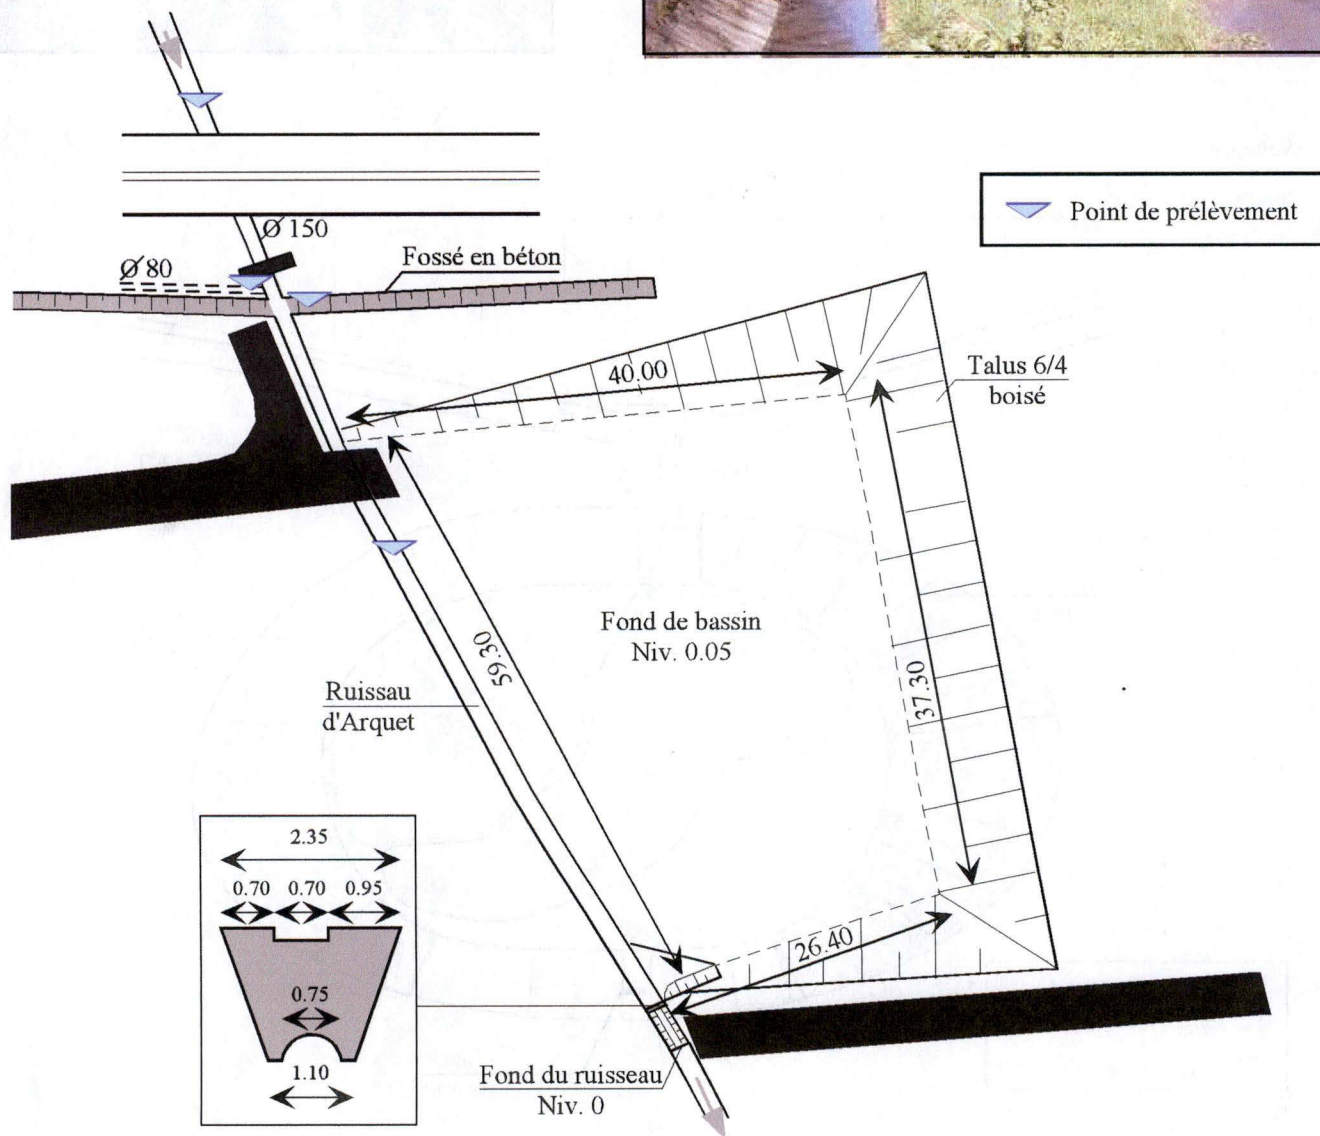 Point de prélèvement
Ø 150
Ø 80
Fossé en béton
40.00
Talus 6/4
boisé
Fond de bassin
Niv. 0.05
59.30
37.30
Ruissau
d'Arquet
2.35
0.70 0.70 0.95
0.75
1.10
26.40
Fond du ruisseau
Niv. 0